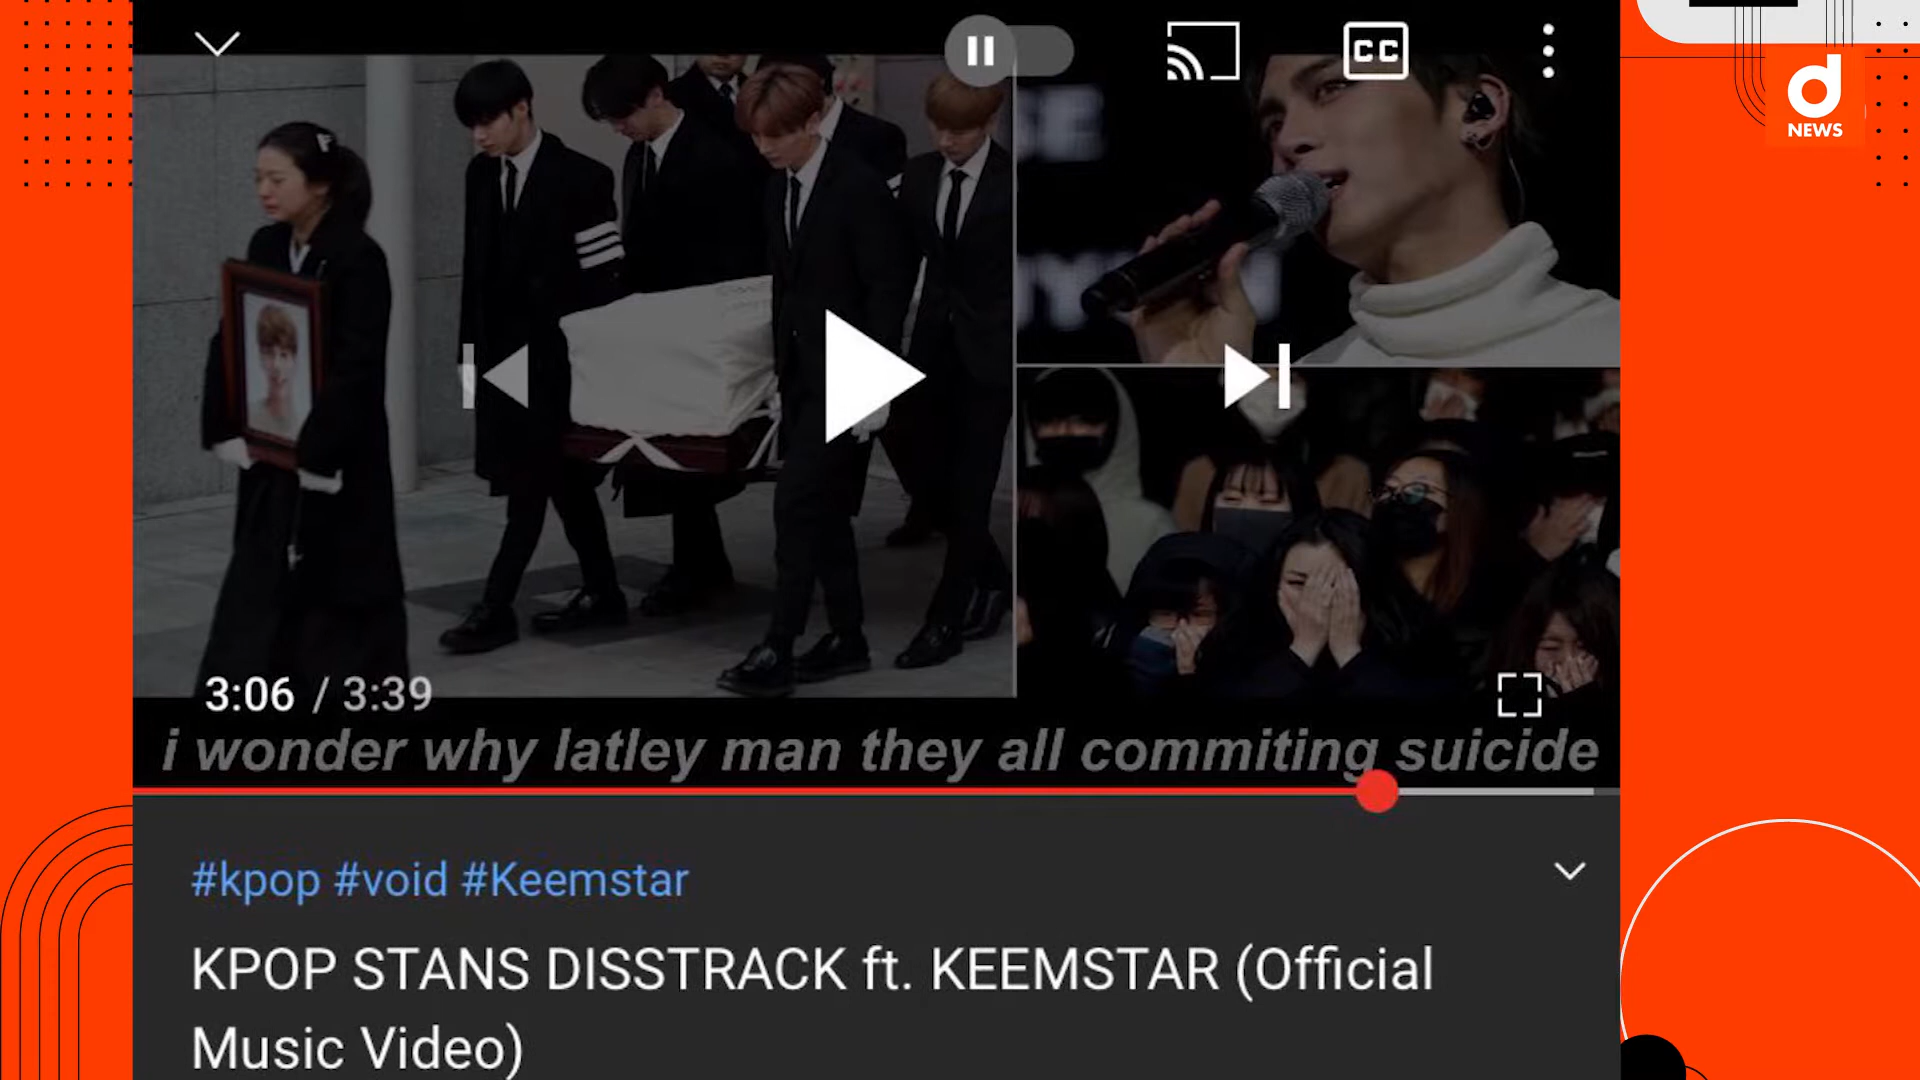 CC
d
NEWS
3:06 / 3:39
i wonder why latley man they all commiting suicide
#kpop #void #Keemstar
KPOP STANS DISSTRACK ft. KEEMSTAR (Official
Music Video)